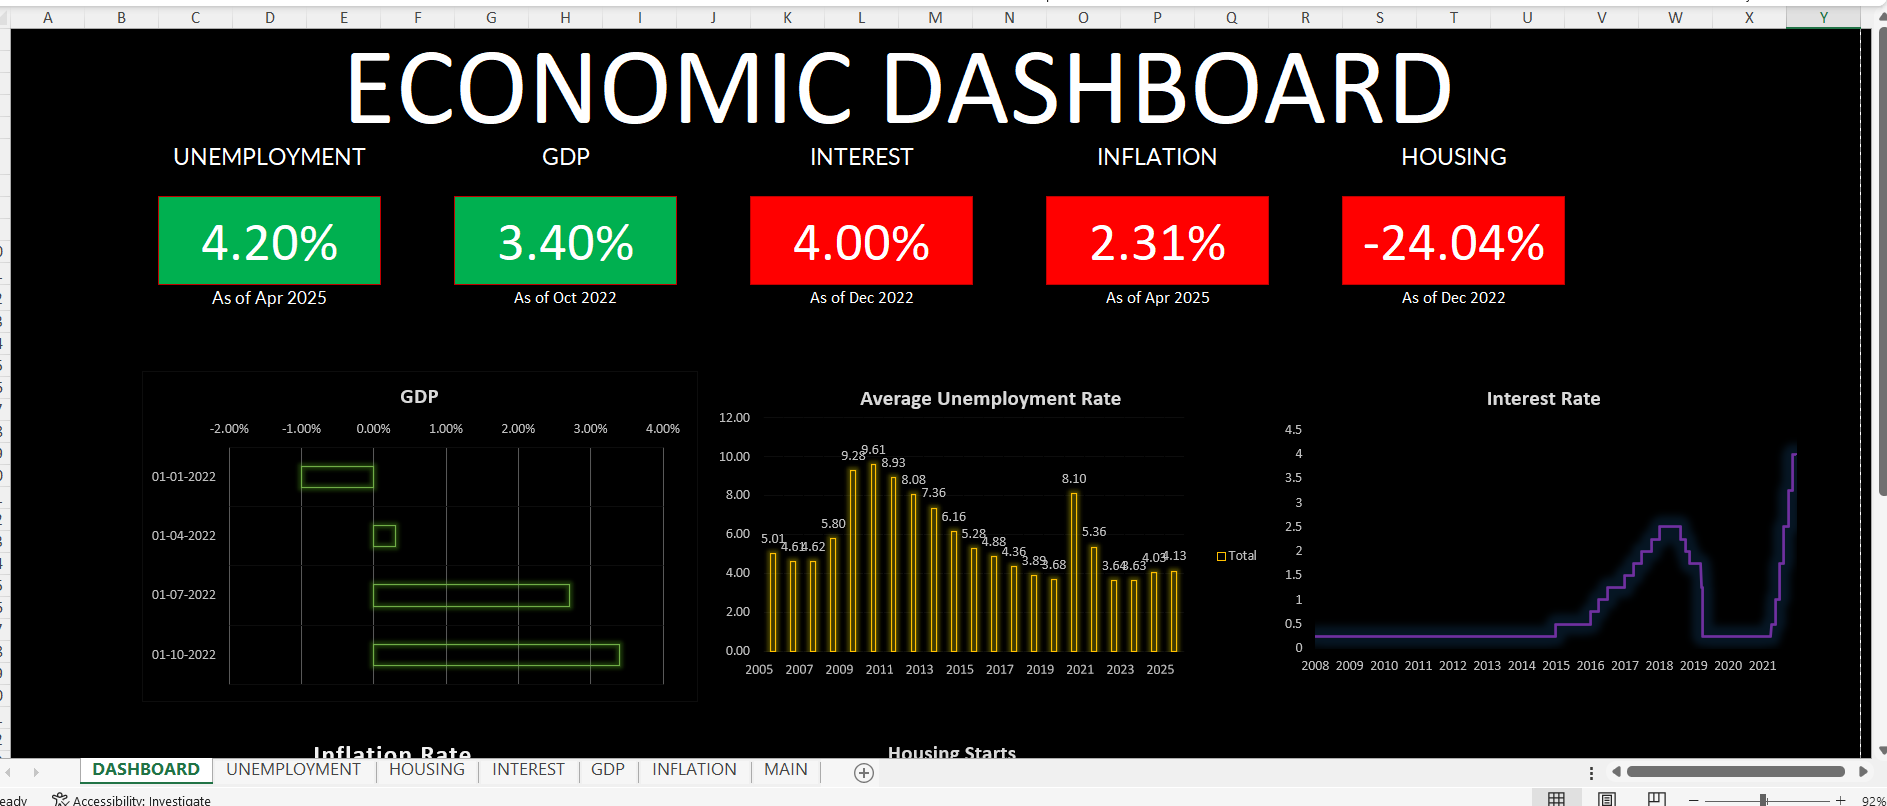 A B C D E F G H I J K L M N O P Q R S T U V W X Y
ECONOMIC DASHBOARD
UNEMPLOYMENT GDP INTEREST INFLATION HOUSING
4.20% 3.40% 4.00% 2.31% -24.04%
As of Apr 2025 As of Oct 2022 As of Dec 2022 As of Apr 2025 As of Dec 2022
GDP
-2.00% -1.00% 0.00% 1.00% 2.00% 3.00% 4.00%
01-01-2022
01-04-2022
01-07-2022
01-10-2022
Average Unemployment Rate
12.00
10.00
8.00
6.00
4.00
2.00
0.00
5.01 4.61 4.62 5.80 9.28 9.61 8.93 8.08 7.36 6.16 5.28 4.88 4.36 3.89 3.68 8.10 5.36 3.64 3.63 4.03 4.13
2005 2007 2009 2011 2013 2015 2017 2019 2021 2023 2025
Total
Interest Rate
4.5
4
3.5
3
2.5
2
1.5
1
0.5
0
2008 2009 2010 2011 2012 2013 2014 2015 2016 2017 2018 2019 2020 2021
Inflation Rate Housing Starts
DASHBOARD UNEMPLOYMENT HOUSING INTEREST GDP INFLATION MAIN
Accessibility: Investigate 92%